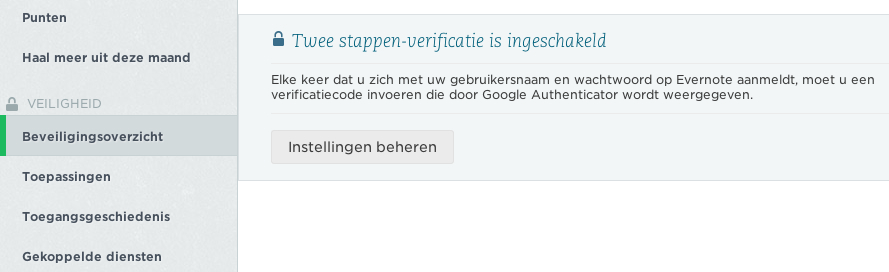 Punten
Haal meer uit deze maand
VEILIGHEID
Beveiligingsoverzicht
Toepassingen
Toegangsgeschiedenis
Gekoppelde diensten
Twee stappen-verificatie is ingeschakeld
Elke keer dat u zich met uw gebruikersnaam en wachtwoord op Evernote aanmeldt, moet u een
verificatiecode invoeren die door Google Authenticator wordt weergegeven.
Instellingen beheren